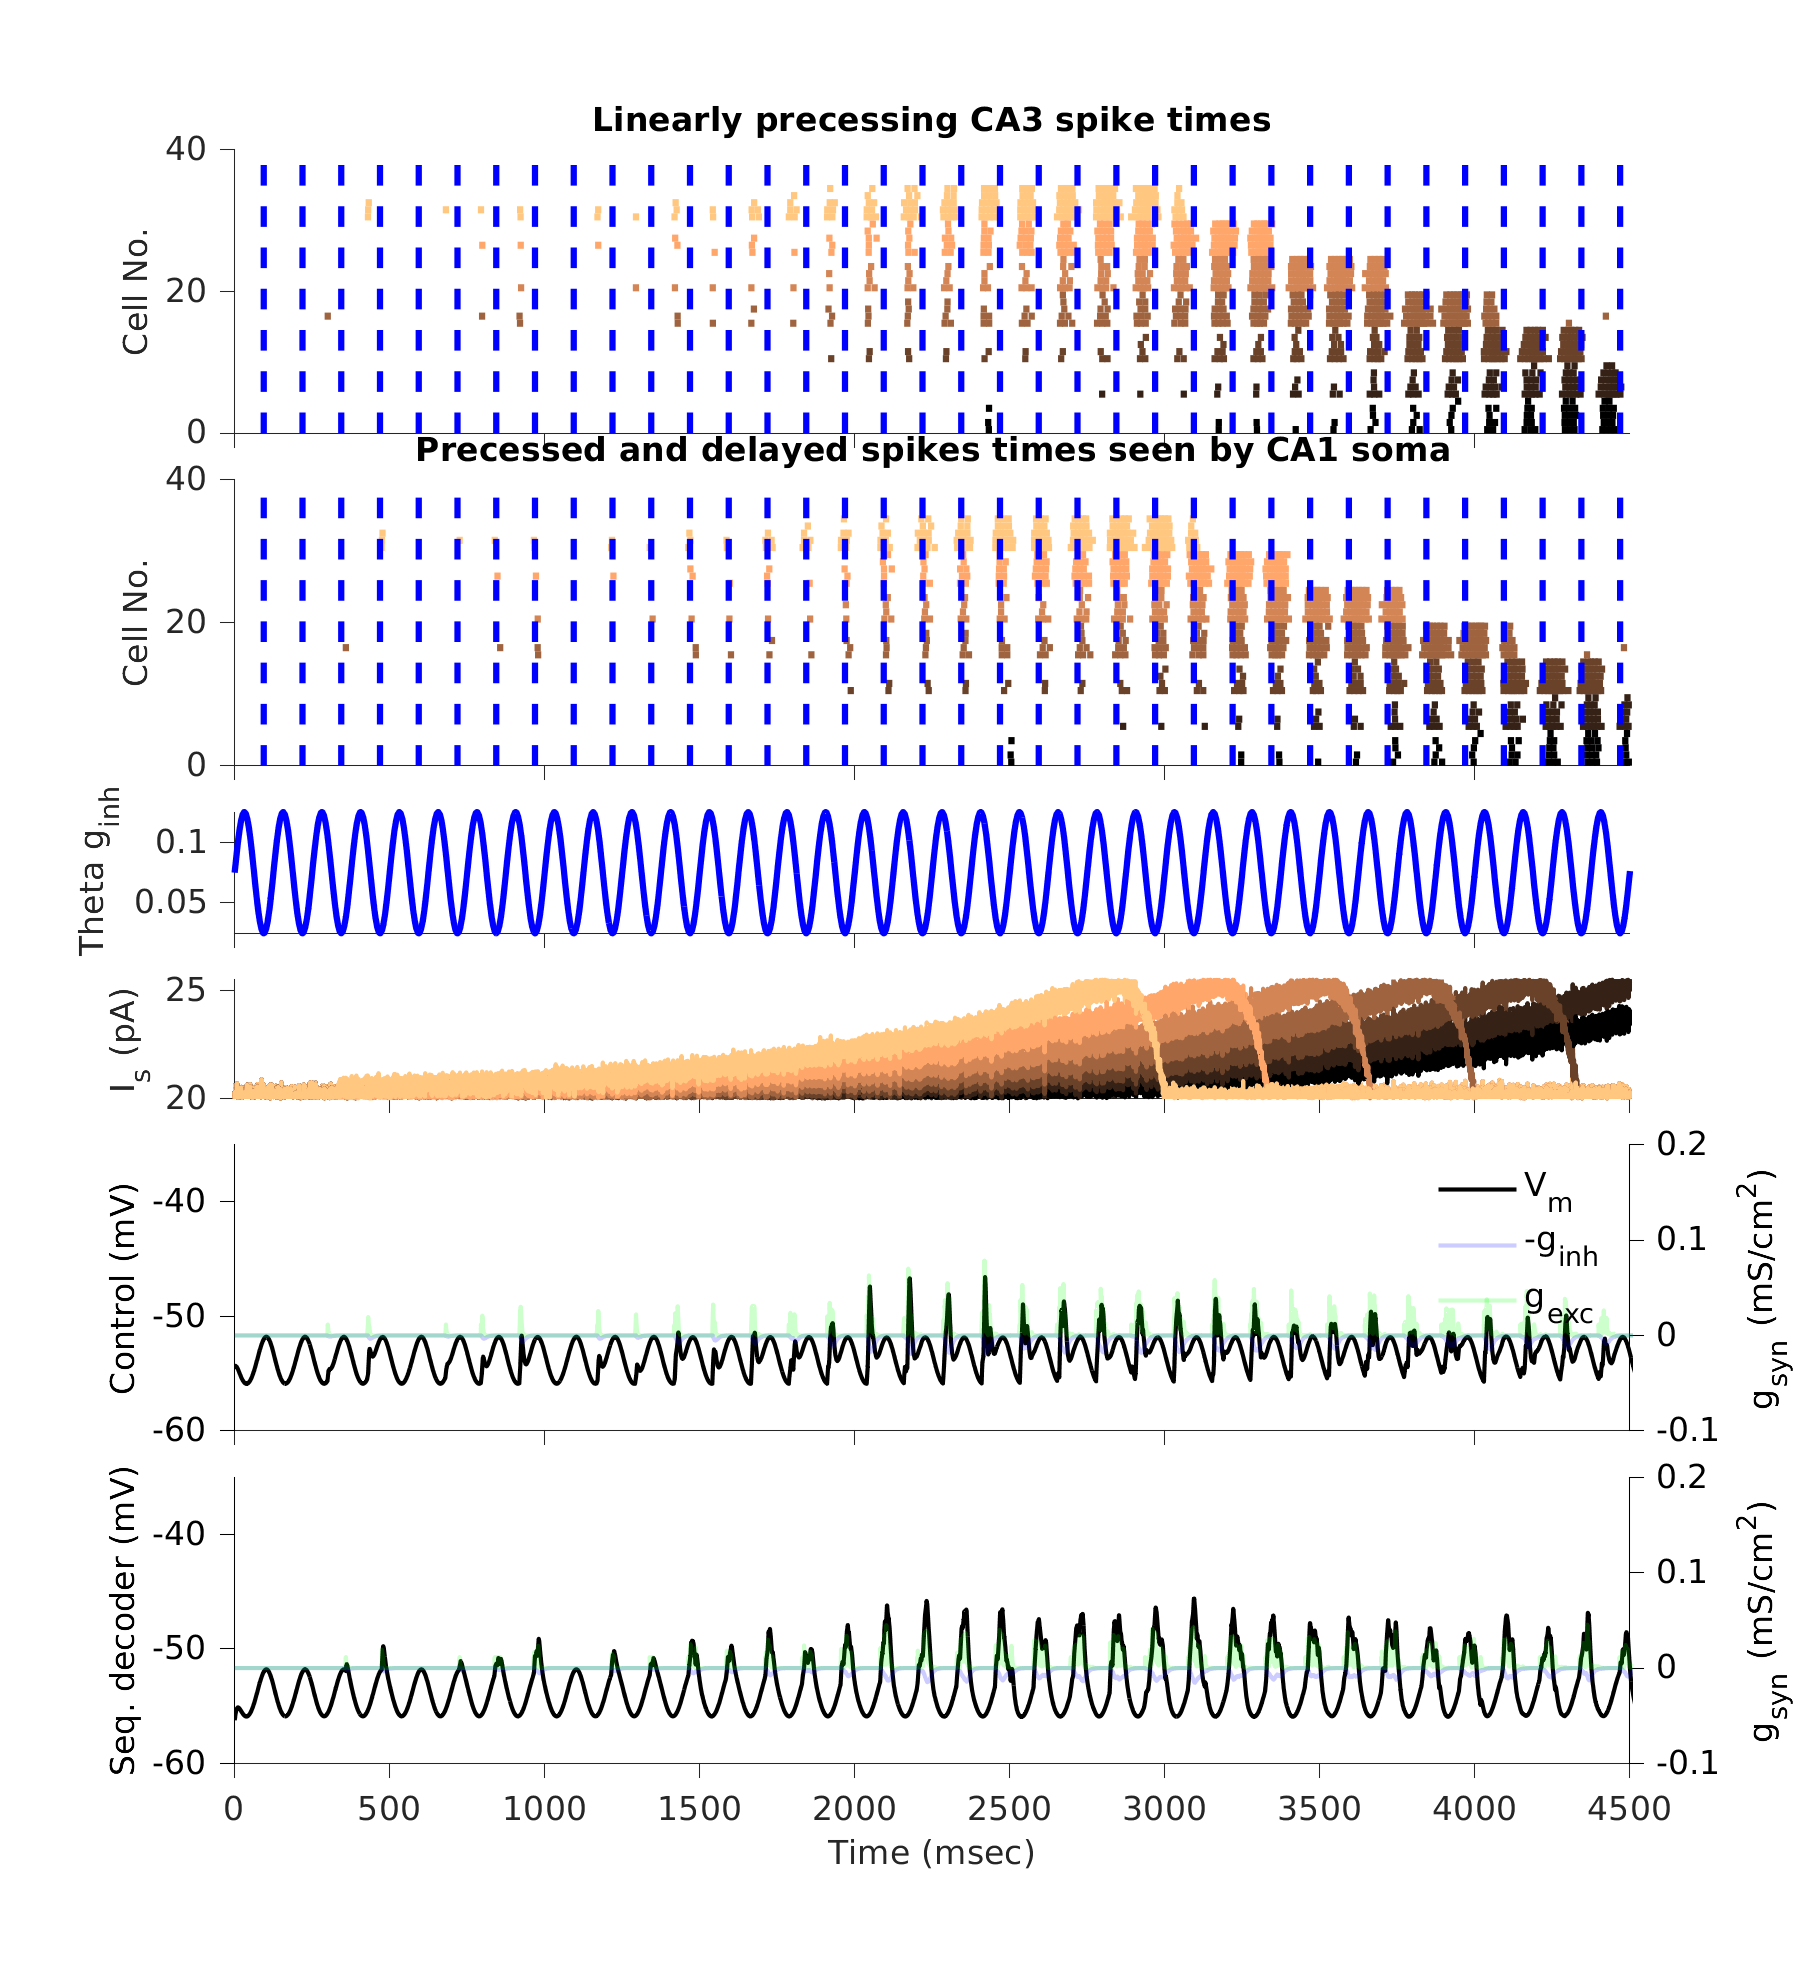 Linearly precessing CA3 spike times
40
20
0
Cell No.
Precessed and delayed spikes times seen by CA1 soma
40
20
0
Cell No.
0.1
0.05
Theta g_inh
25
20
I_s (pA)
-40
-50
-60
Control (mV)
V_m
-g_inh
g_exc
0.2
0.1
0
-0.1
g_syn (mS/cm^2)
-40
-50
-60
Seq. decoder (mV)
0.2
0.1
0
-0.1
g_syn (mS/cm^2)
0 500 1000 1500 2000 2500 3000 3500 4000 4500
Time (msec)